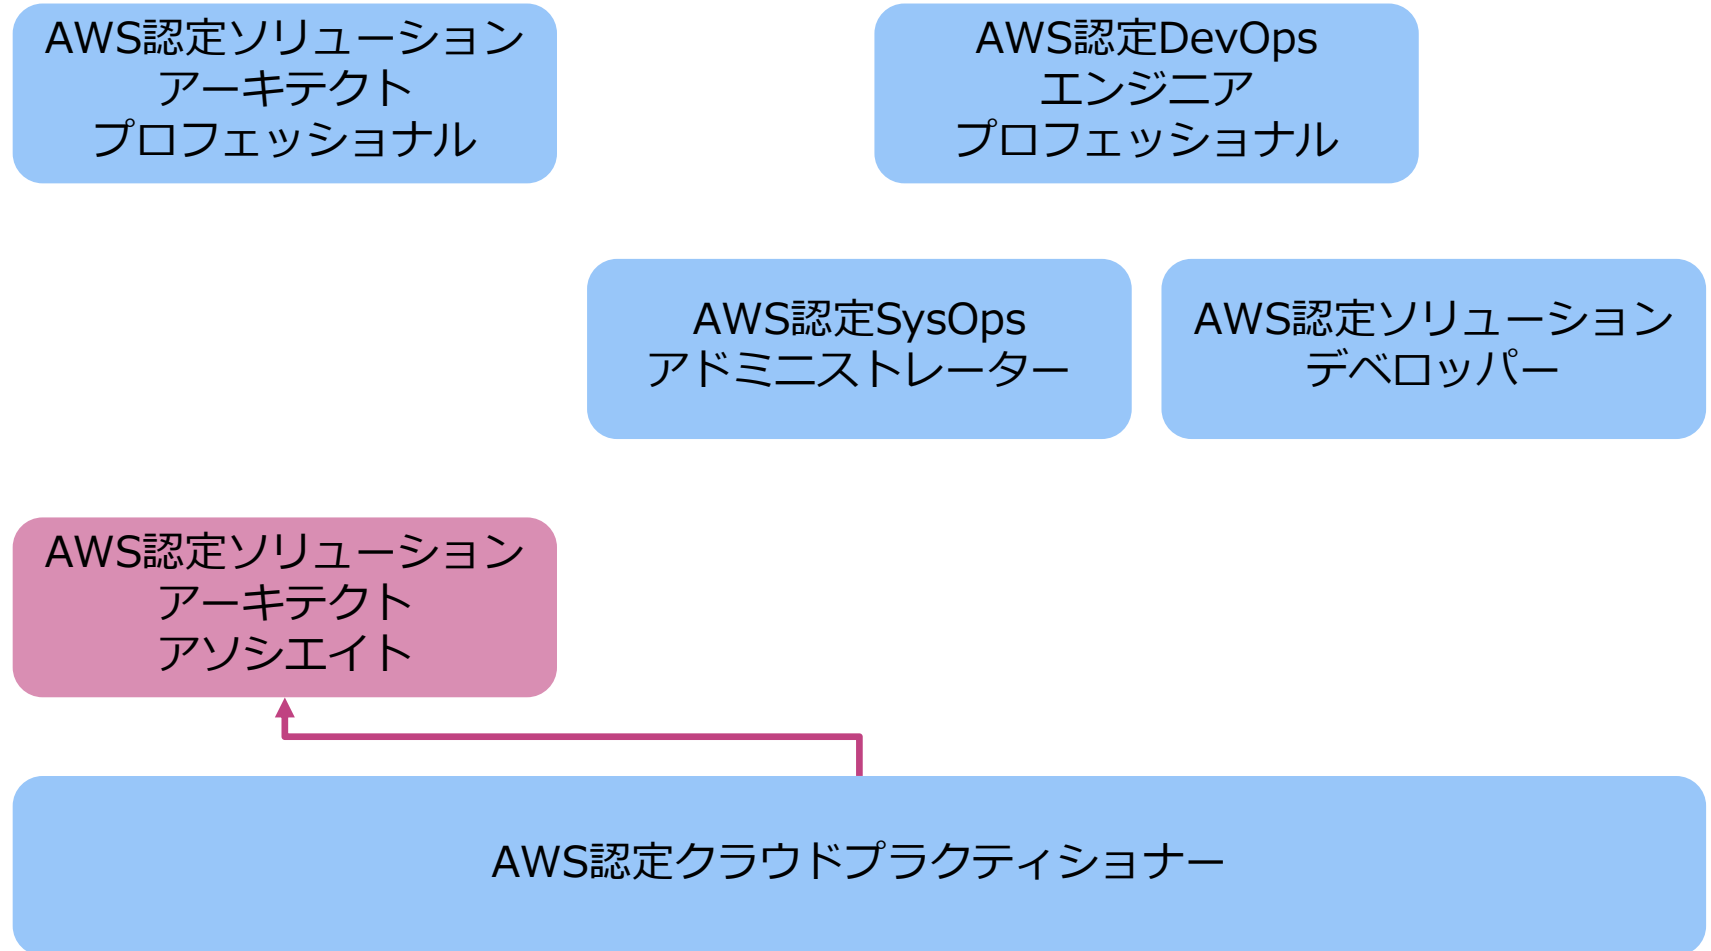 AWS認定ソリューション
アーキテクト
プロフェッショナル
AWS認定DevOps
エンジニア
プロフェッショナル
AWS認定SysOps
アドミニストレーター
AWS認定ソリューション
デベロッパー
AWS認定ソリューション
アーキテクト
アソシエイト
AWS認定クラウドプラクティショナー